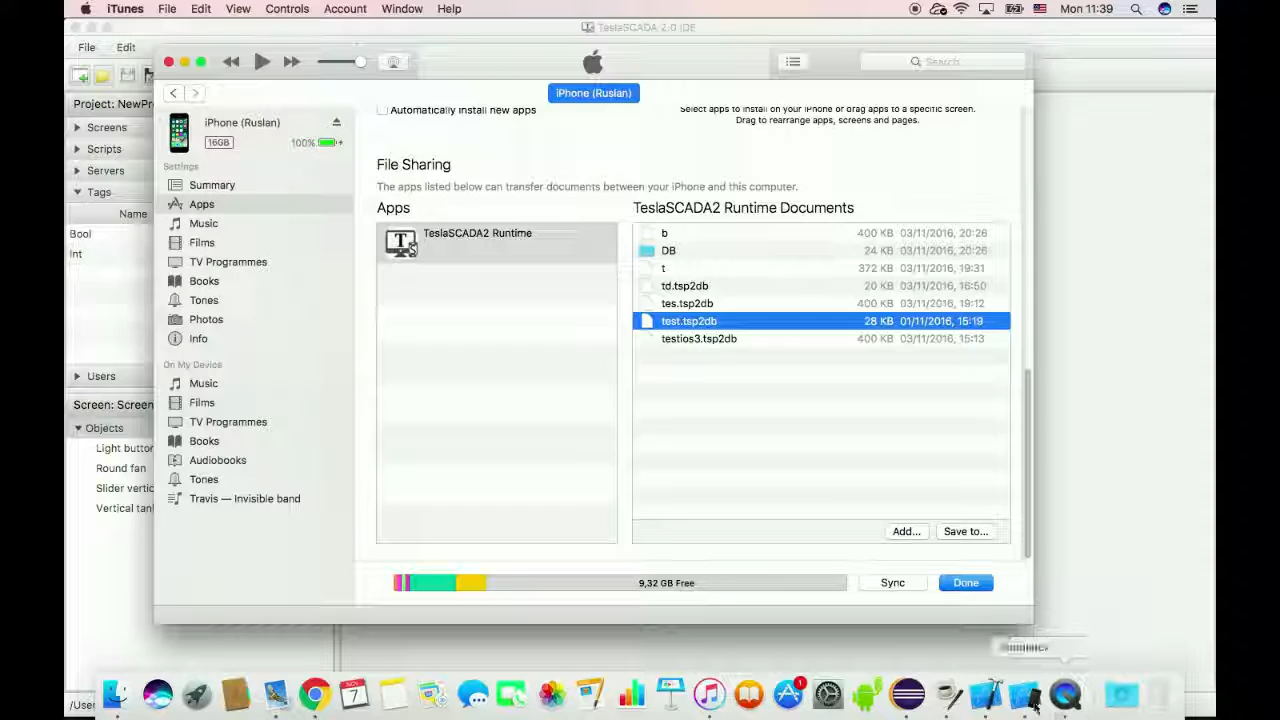 iTunes File Edit View Controls Account Window Help Mon 11:39
TeslaSCADA 2.0 IDE
File Edit
Search
Project: NewPr
iPhone (Ruslan)
Screens
Scripts
Servers
Tags
Name
Bool
Int
Users
Screen: Screen
Objects
Light button
Round fan
Slider vertic
Vertical tank
/User
iPhone (Ruslan)
16GB 100%
Settings
Summary
Apps
Music
Films
TV Programmes
Books
Tones
Photos
Info
On My Device
Music
Films
TV Programmes
Books
Audiobooks
Tones
Travis — Invisible band
Automatically install new apps
Select apps to install on your iPhone or drag apps to a specific screen.
Drag to rearrange apps, screens and pages.
File Sharing
The apps listed below can transfer documents between your iPhone and this computer.
Apps
TeslaSCADA2 Runtime
TeslaSCADA2 Runtime Documents
b 400 KB 03/11/2016, 20:26
DB 24 KB 03/11/2016, 20:26
t 372 KB 03/11/2016, 19:31
td.tsp2db 20 KB 03/11/2016, 16:50
tes.tsp2db 400 KB 03/11/2016, 19:12
test.tsp2db 28 KB 01/11/2016, 15:19
testios3.tsp2db 400 KB 03/11/2016, 15:13
Add... Save to...
9,32 GB Free Sync Done
NOV
7
1